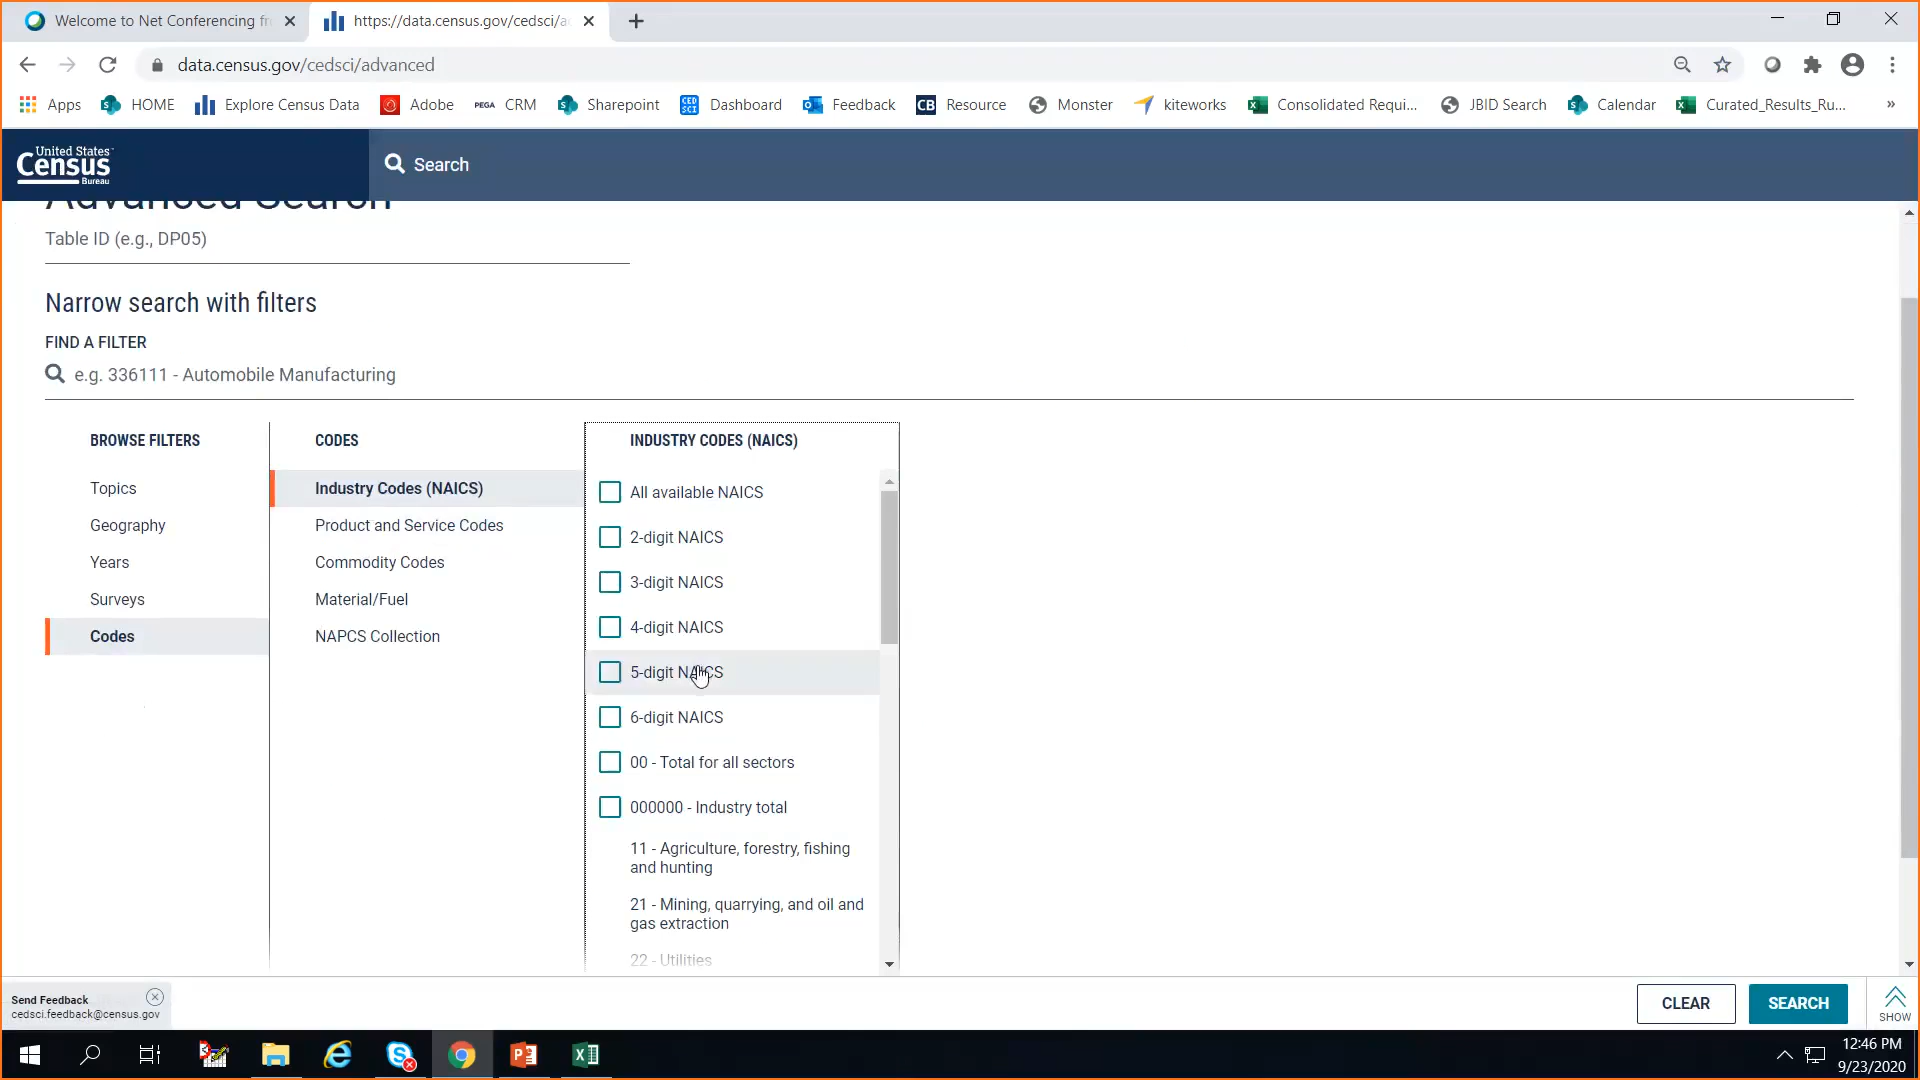 Welcome to Net Conferencing fr
https://data.census.gov/cedsci/a
data.census.gov/cedsci/advanced
Apps HOME Explore Census Data Adobe PEGA CRM Sharepoint CED SCI Dashboard Feedback CB Resource Monster kiteworks Consolidated Requi... JBID Search Calendar Curated_Results_Ru... »
United States
Census
Bureau
Search
Advanced Search
Table ID (e.g., DP05)
Narrow search with filters
FIND A FILTER
e.g. 336111 - Automobile Manufacturing
BROWSE FILTERS
Topics
Geography
Years
Surveys
Codes
CODES
Industry Codes (NAICS)
Product and Service Codes
Commodity Codes
Material/Fuel
NAPCS Collection
INDUSTRY CODES (NAICS)
All available NAICS
2-digit NAICS
3-digit NAICS
4-digit NAICS
5-digit NAICS
6-digit NAICS
00 - Total for all sectors
000000 - Industry total
11 - Agriculture, forestry, fishing
and hunting
21 - Mining, quarrying, and oil and
gas extraction
22 - Utilities
Send Feedback
cedsci.feedback@census.gov
CLEAR
SEARCH
SHOW
12:46 PM
9/23/2020